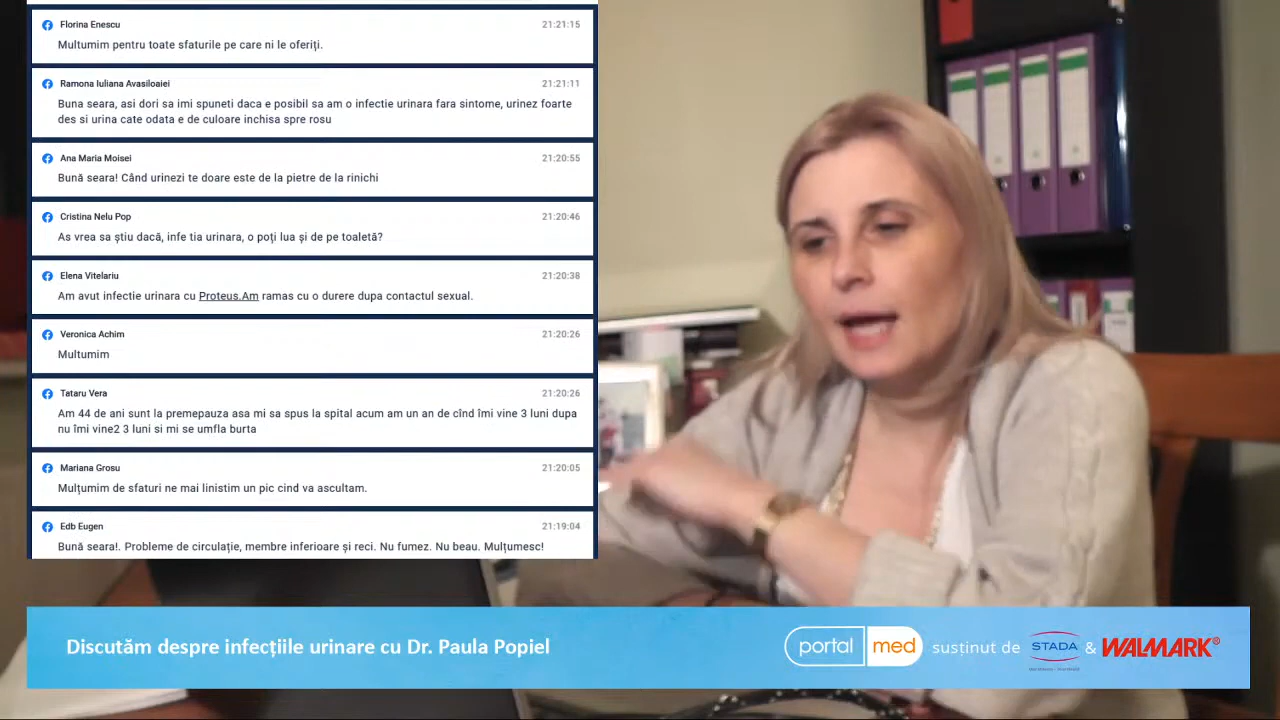 Florina Enescu
21:21:15
Multumim pentru toate sfaturile pe care ni le oferiți.
Ramona Iuliana Avasiloaiei
21:21:11
Buna seara, asi dori sa imi spuneti daca e posibil sa am o infectie urinara fara sintome, urinez foarte
des si urina cate odata e de culoare inchisa spre rosu
Ana Maria Moisei
21:20:55
Bună seara! Când urinezi te doare este de la pietre de la rinichi
Cristina Nelu Pop
21:20:46
As vrea sa știu dacă, infe tia urinara, o poți lua și de pe toaletă?
Elena Vitelariu
21:20:38
Am avut infectie urinara cu Proteus.Am ramas cu o durere dupa contactul sexual.
Veronica Achim
21:20:26
Multumim
Tataru Vera
21:20:26
Am 44 de ani sunt la premepauza asa mi sa spus la spital acum am un an de cînd îmi vine 3 luni dupa
nu îmi vine2 3 luni si mi se umfla burta
Mariana Grosu
21:20:05
Mulțumim de sfaturi ne mai linistim un pic cind va ascultam.
Edb Eugen
21:19:04
Bună seara!. Probleme de circulație, membre inferioare și reci. Nu fumez. Nu beau. Mulțumesc!
Discutăm despre infecțiile urinare cu Dr. Paula Popiel
portal med susținut de STADA & WALMARK®